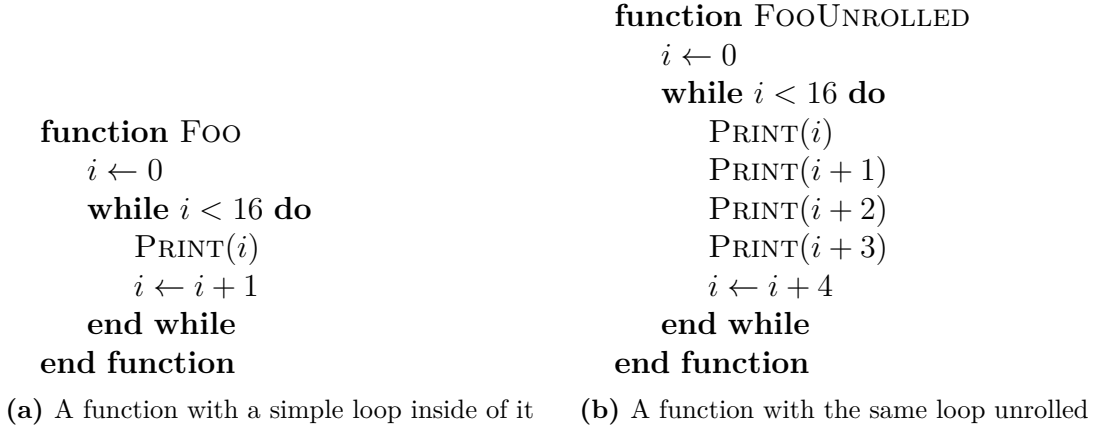 function FOO
i ← 0
while i < 16 do
PRINT(i)
i ← i + 1
end while
end function
(a) A function with a simple loop inside of it
function FOOUNROLLED
i ← 0
while i < 16 do
PRINT(i)
PRINT(i + 1)
PRINT(i + 2)
PRINT(i + 3)
i ← i + 4
end while
end function
(b) A function with the same loop unrolled